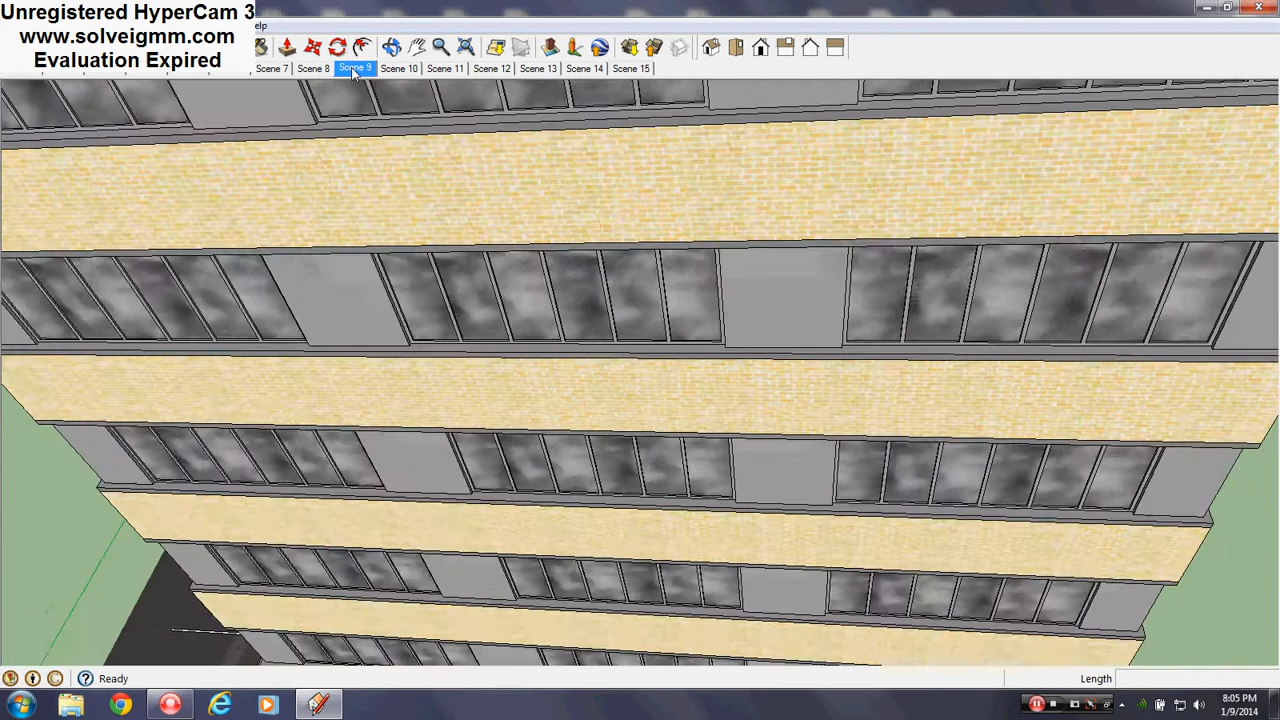 Unregistered HyperCam 3
www.solveigmm.com
Evaluation Expired
elp
Scene 7 Scene 8 Scene 9 Scene 10 Scene 11 Scene 12 Scene 13 Scene 14 Scene 15
Ready
Length
8:05 PM
1/9/2014